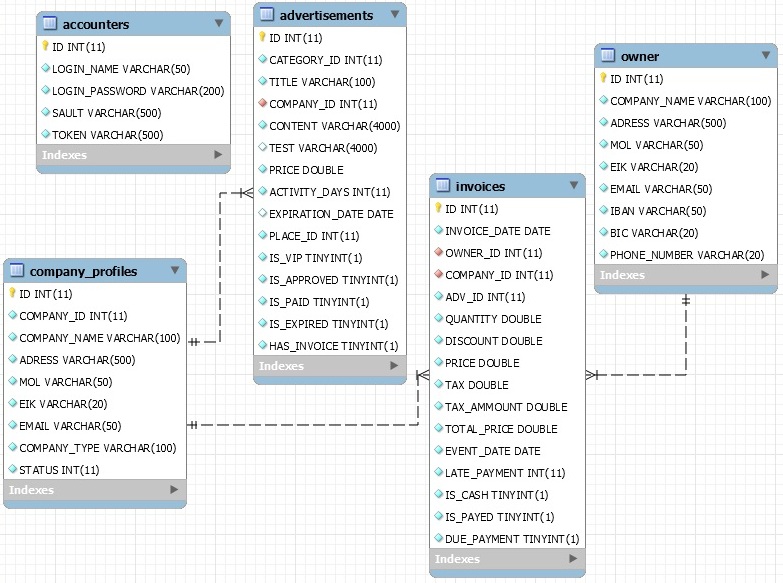 accounters
ID INT(11)
LOGIN_NAME VARCHAR(50)
LOGIN_PASSWORD VARCHAR(200)
SAULT VARCHAR(500)
TOKEN VARCHAR(500)
Indexes
advertisements
ID INT(11)
CATEGORY_ID INT(11)
TITLE VARCHAR(100)
COMPANY_ID INT(11)
CONTENT VARCHAR(4000)
TEST VARCHAR(4000)
PRICE DOUBLE
ACTIVITY_DAYS INT(11)
EXPIRATION_DATE DATE
PLACE_ID INT(11)
IS_VIP TINYINT(1)
IS_APPROVED TINYINT(1)
IS_PAID TINYINT(1)
IS_EXPIRED TINYINT(1)
HAS_INVOICE TINYINT(1)
Indexes
owner
ID INT(11)
COMPANY_NAME VARCHAR(100)
ADRESS VARCHAR(500)
MOL VARCHAR(50)
EIK VARCHAR(20)
EMAIL VARCHAR(50)
IBAN VARCHAR(50)
BIC VARCHAR(20)
PHONE_NUMBER VARCHAR(20)
Indexes
company_profiles
ID INT(11)
COMPANY_ID INT(11)
COMPANY_NAME VARCHAR(100)
ADRESS VARCHAR(500)
MOL VARCHAR(50)
EIK VARCHAR(20)
EMAIL VARCHAR(50)
COMPANY_TYPE VARCHAR(100)
STATUS INT(11)
Indexes
invoices
ID INT(11)
INVOICE_DATE DATE
OWNER_ID INT(11)
COMPANY_ID INT(11)
ADV_ID INT(11)
QUANTITY DOUBLE
DISCOUNT DOUBLE
PRICE DOUBLE
TAX DOUBLE
TAX_AMMOUNT DOUBLE
TOTAL_PRICE DOUBLE
EVENT_DATE DATE
LATE_PAYMENT INT(11)
IS_CASH TINYINT(1)
IS_PAYED TINYINT(1)
DUE_PAYMENT TINYINT(1)
Indexes